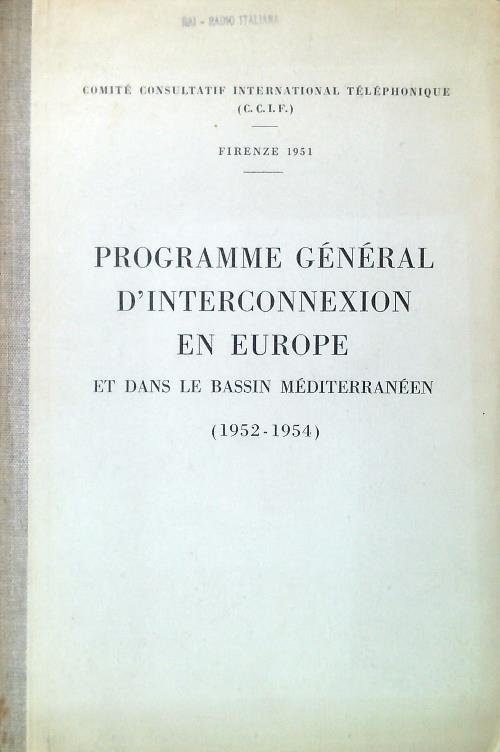 RAI - RADIO ITALIANA
COMITÉ CONSULTATIF INTERNATIONAL TÉLÉPHONIQUE
(C. C. I. F.)
FIRENZE 1951
PROGRAMME GÉNÉRAL
D'INTERCONNEXION
EN EUROPE
ET DANS LE BASSIN MÉDITERRANÉEN
(1952-1954)